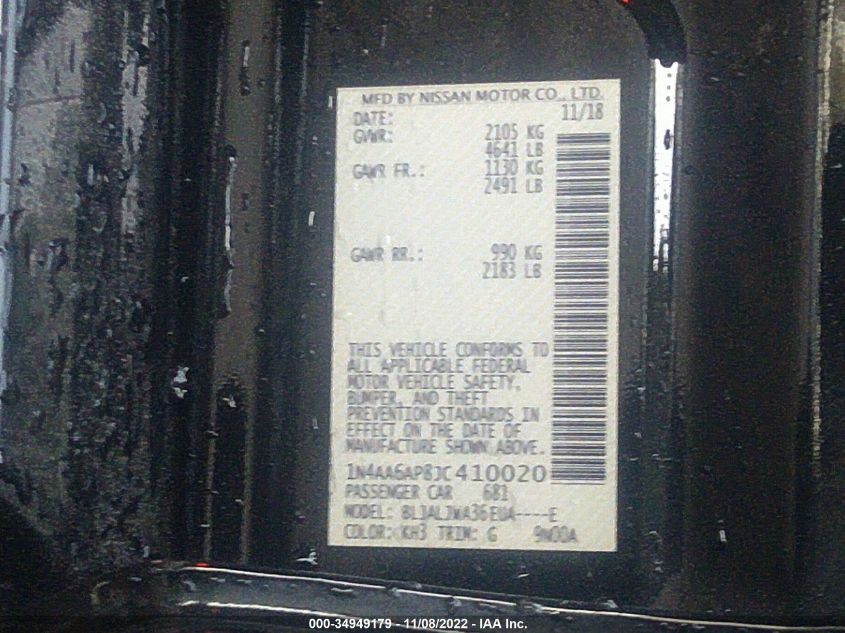 MFD BY NISSAN MOTOR CO., LTD.
DATE: 11/18
GVWR: 2105 KG
4641 LB
GAWR FR.: 1130 KG
2491 LB
GAWR RR.: 990 KG
2183 LB
THIS VEHICLE CONFORMS TO
ALL APPLICABLE FEDERAL
MOTOR VEHICLE SAFETY,
BUMPER, AND THEFT
PREVENTION STANDARDS IN
EFFECT ON THE DATE OF
MANUFACTURE SHOWN ABOVE.
1N4AA6AP8JC410020
PASSENGER CAR 681
MODEL: E
COLOR: KH3 TRIM: G 9N00A
000-34949179 - 11/08/2022 - IAA Inc.